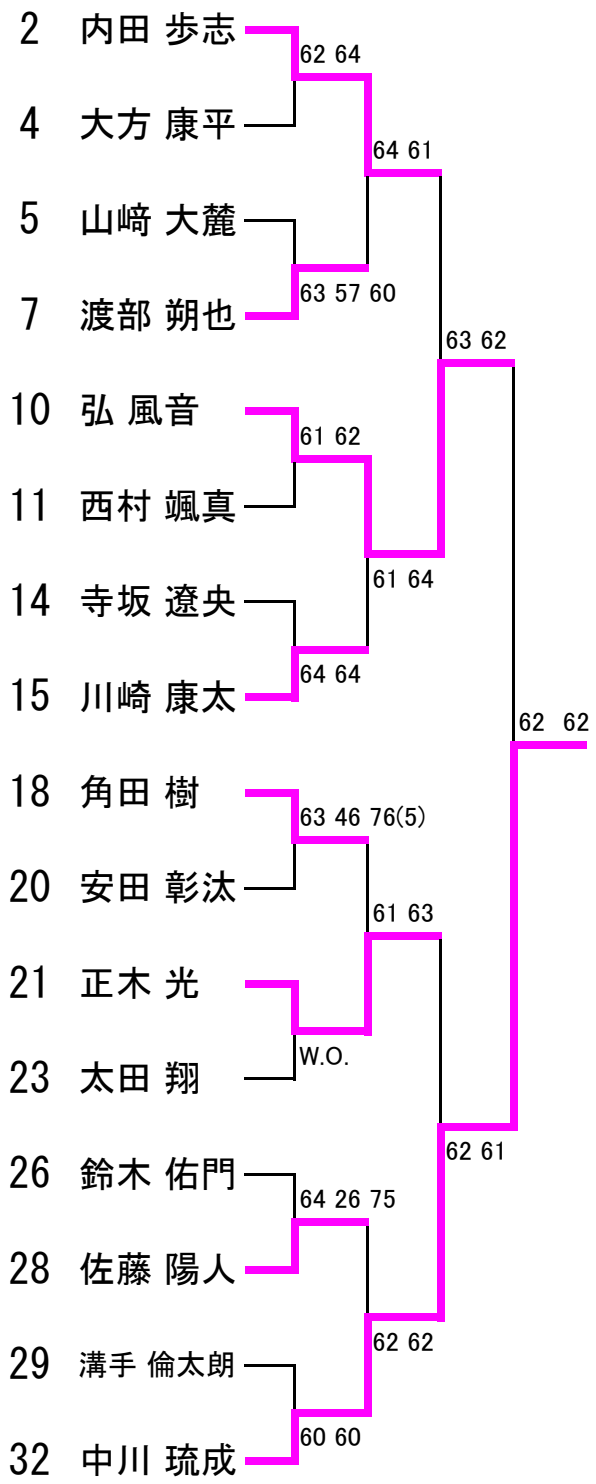 2 内田 歩志
62 64
4 大方 康平
64 61
5 山﨑 大麓
63 57 60
7 渡部 朔也
63 62
10 弘 風音
61 62
11 西村 颯真
61 64
14 寺坂 遼央
64 64
15 川崎 康太
62 62
18 角田 樹
63 46 76(5)
20 安田 彰汰
61 63
21 正木 光
W.O.
23 太田 翔
62 61
26 鈴木 佑門
64 26 75
28 佐藤 陽人
62 62
29 溝手 倫太朗
60 60
32 中川 琉成